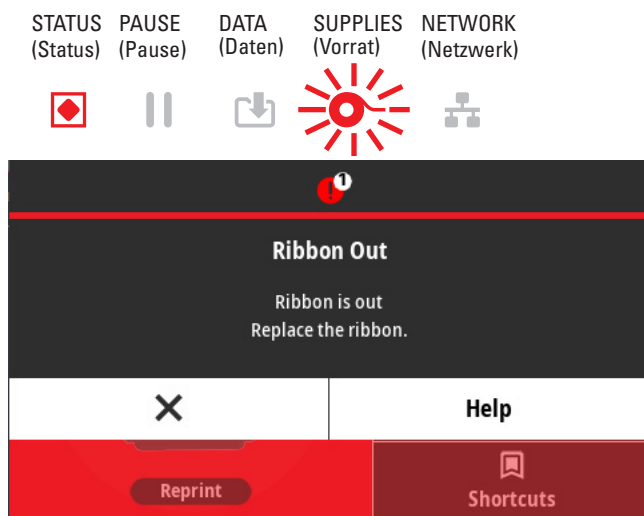 STATUS PAUSE DATA SUPPLIES NETWORK
(Status) (Pause) (Daten) (Vorrat) (Netzwerk)
1
Ribbon Out
Ribbon is out
Replace the ribbon.
Help
Reprint
Shortcuts